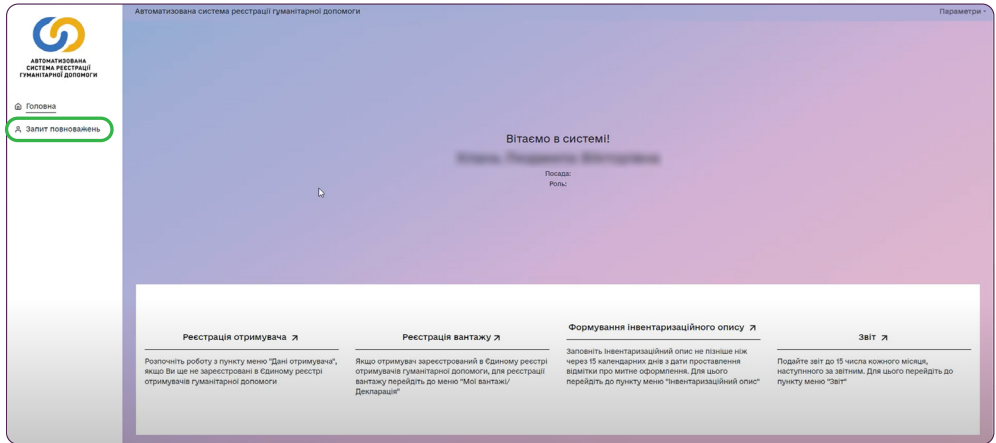 Автоматизована система реєстрації гуманітарної допомоги
Параметри
АВТОМАТИЗОВАНА
СИСТЕМА РЕЄСТРАЦІЇ
ГУМАНІТАРНОЇ ДОПОМОГИ
Головна
Запит повноважень
Вітаємо в системі!
Посада:
Роль:
Реєстрація отримувача
Розпочніть роботу з пункту меню "Дані отримувача",
якщо Ви ще не зареєстровані в Єдиному реєстрі
отримувачів гуманітарної допомоги
Реєстрація вантажу
Якщо отримувач зареєстрований в Єдиному реєстрі
отримувачів гуманітарної допомоги, для реєстрації
вантажу перейдіть до меню "Мої вантажі/
Декларація"
Формування інвентаризаційного опису
Заповніть Інвентаризаційний опис не пізніше ніж
через 15 календарних днів з дати проставлення
відмітки про митне оформлення. Для цього
перейдіть до пункту меню "Інвентаризаційний опис"
Звіт
Подайте звіт до 15 числа кожного місяця,
наступнного за звітним. Для цього перейдіть до
пункту меню "Звіт"